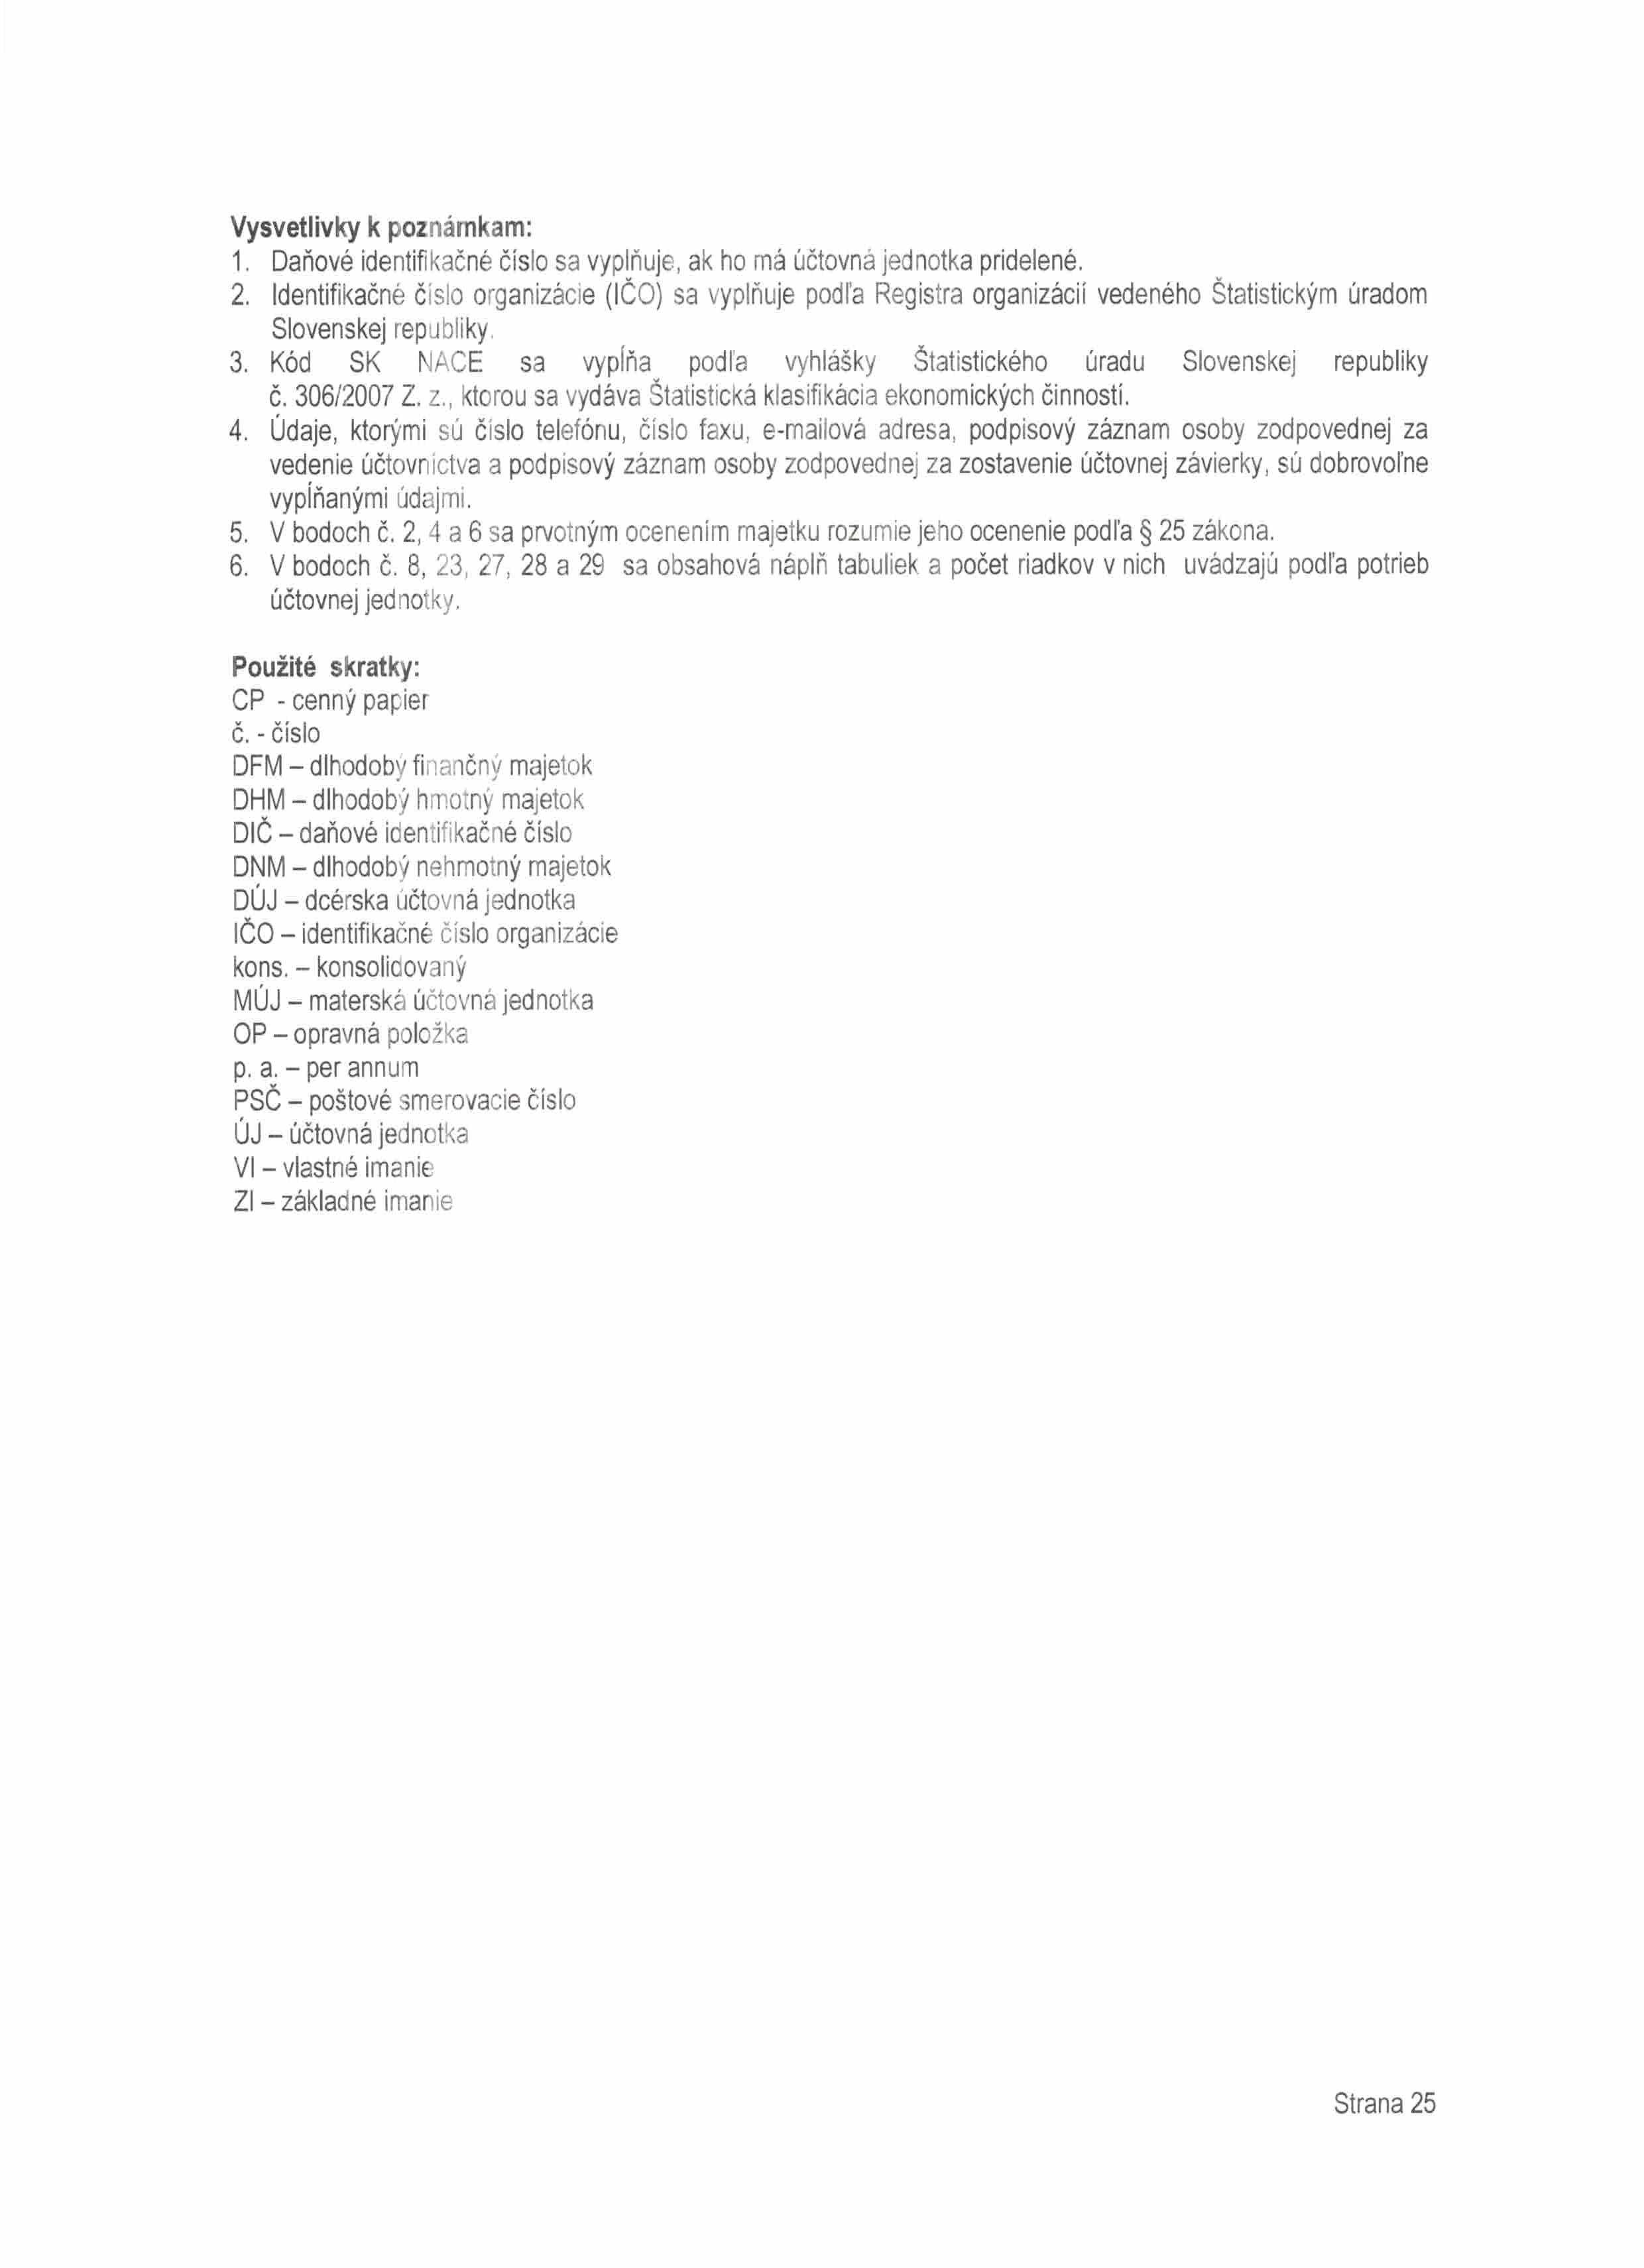 Vysvetlivky k poznámkam:
1. Daňové identifikačné číslo sa vyplňuje, ak ho má účtovná jednotka pridelené.
2. Identifikačné číslo organizácie (IČO) sa vyplňuje podľa Registra organizácií vedeného Štatistickým úradom
Slovenskej republiky.
3. Kód SK NACE sa vypĺňa podľa vyhlášky Štatistického úradu Slovenskej republiky
č. 306/2007 Z. z., ktorou sa vydáva Štatistická klasifikácia ekonomických činností.
4. Údaje, ktorými sú číslo telefónu, číslo faxu, e-mailová adresa, podpisový záznam osoby zodpovednej za
vedenie účtovníctva a podpisový záznam osoby zodpovednej za zostavenie účtovnej závierky, sú dobrovoľne
vypĺňanými údajmi.
5. V bodoch č. 2, 4 a 6 sa prvotným ocenením majetku rozumie jeho ocenenie podľa § 25 zákona.
6. V bodoch č. 8, 23, 27, 28 a 29 sa obsahová náplň tabuliek a počet riadkov v nich uvádzajú podľa potrieb
účtovnej jednotky.
Použité skratky:
CP - cenný papier
č. - číslo
DFM – dlhodobý finančný majetok
DHM – dlhodobý hmotný majetok
DIČ – daňové identifikačné číslo
DNM – dlhodobý nehmotný majetok
DÚJ – dcérska účtovná jednotka
IČO – identifikačné číslo organizácie
kons. – konsolidovaný
MÚJ – materská účtovná jednotka
OP – opravná položka
p. a. – per annum
PSČ – poštové smerovacie číslo
ÚJ – účtovná jednotka
VI – vlastné imanie
ZI – základné imanie
Strana 25